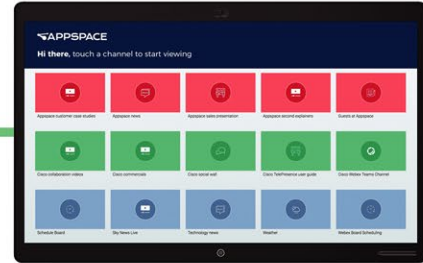 APPSPACE
Hi there, touch a channel to start viewing
Appspace customer case studies
Appspace news
Appspace sales presentation
Appspace second explainers
Guests at Appspace
Cisco collaboration videos
Cisco commercials
Cisco social wall
Cisco TelePresence user guide
Cisco Webex Teams Channel
Schedule Board
Sky News Live
Technology news
Weather
Webex Board Scheduling